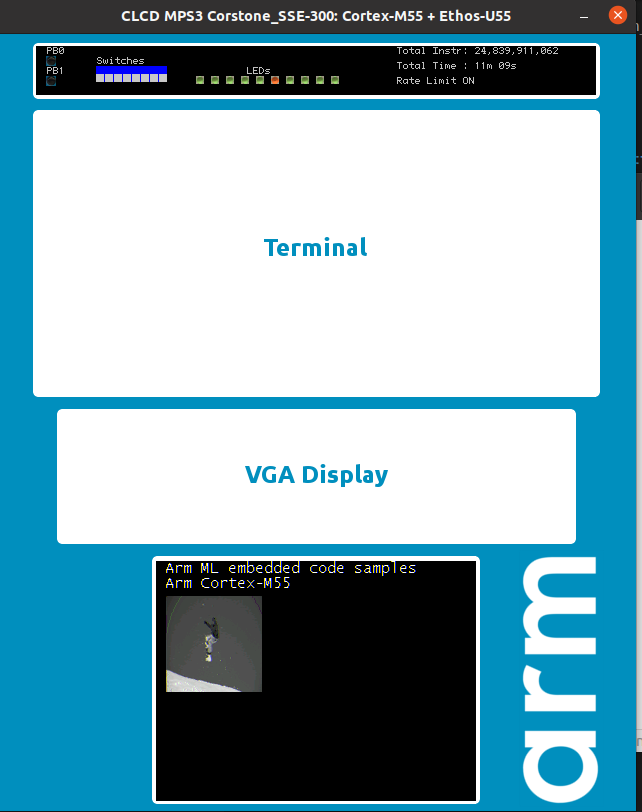 CLCD MPS3 Corstone_SSE-300: Cortex-M55 + Ethos-U55
PB0
PB1
Switches
LEDs
Total Instr: 24,839,911,062
Total Time : 11m 09s
Rate Limit ON
Terminal
VGA Display
Arm ML embedded code samples
Arm Cortex-M55
arm